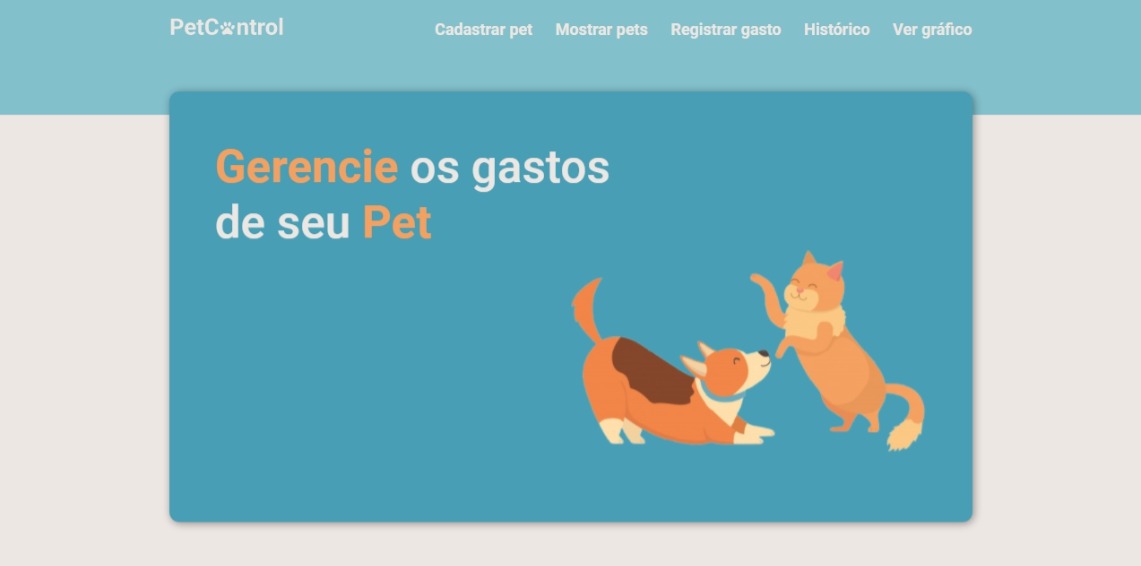 PetControl
Cadastrar pet
Mostrar pets
Registrar gasto
Histórico
Ver gráfico
Gerencie os gastos
de seu Pet